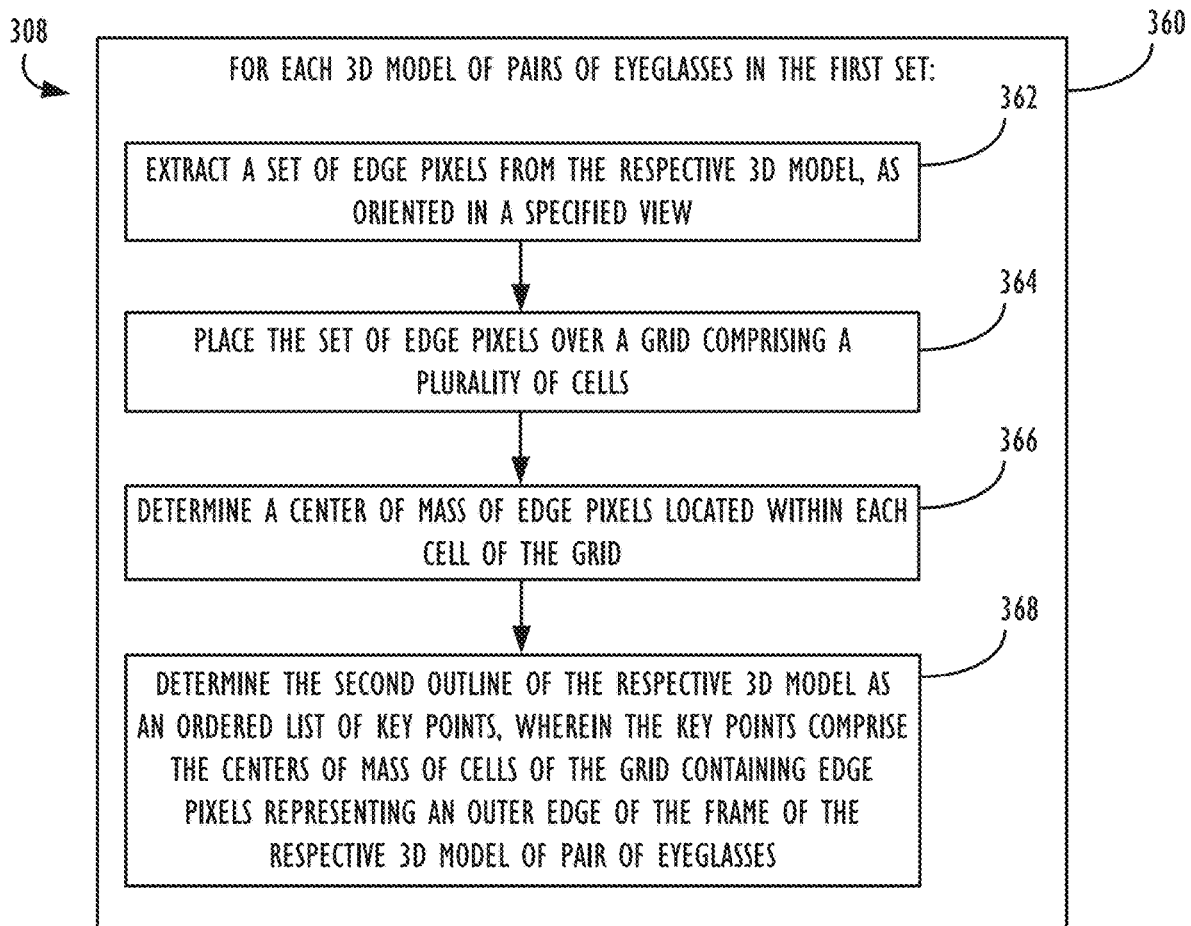 308
360
FOR EACH 3D MODEL OF PAIRS OF EYEGLASSES IN THE FIRST SET:
362
EXTRACT A SET OF EDGE PIXELS FROM THE RESPECTIVE 3D MODEL, AS
ORIENTED IN A SPECIFIED VIEW
364
PLACE THE SET OF EDGE PIXELS OVER A GRID COMPRISING A
PLURALITY OF CELLS
366
DETERMINE A CENTER OF MASS OF EDGE PIXELS LOCATED WITHIN EACH
CELL OF THE GRID
368
DETERMINE THE SECOND OUTLINE OF THE RESPECTIVE 3D MODEL AS
AN ORDERED LIST OF KEY POINTS, WHEREIN THE KEY POINTS COMPRISE
THE CENTERS OF MASS OF CELLS OF THE GRID CONTAINING EDGE
PIXELS REPRESENTING AN OUTER EDGE OF THE FRAME OF THE
RESPECTIVE 3D MODEL OF PAIR OF EYEGLASSES